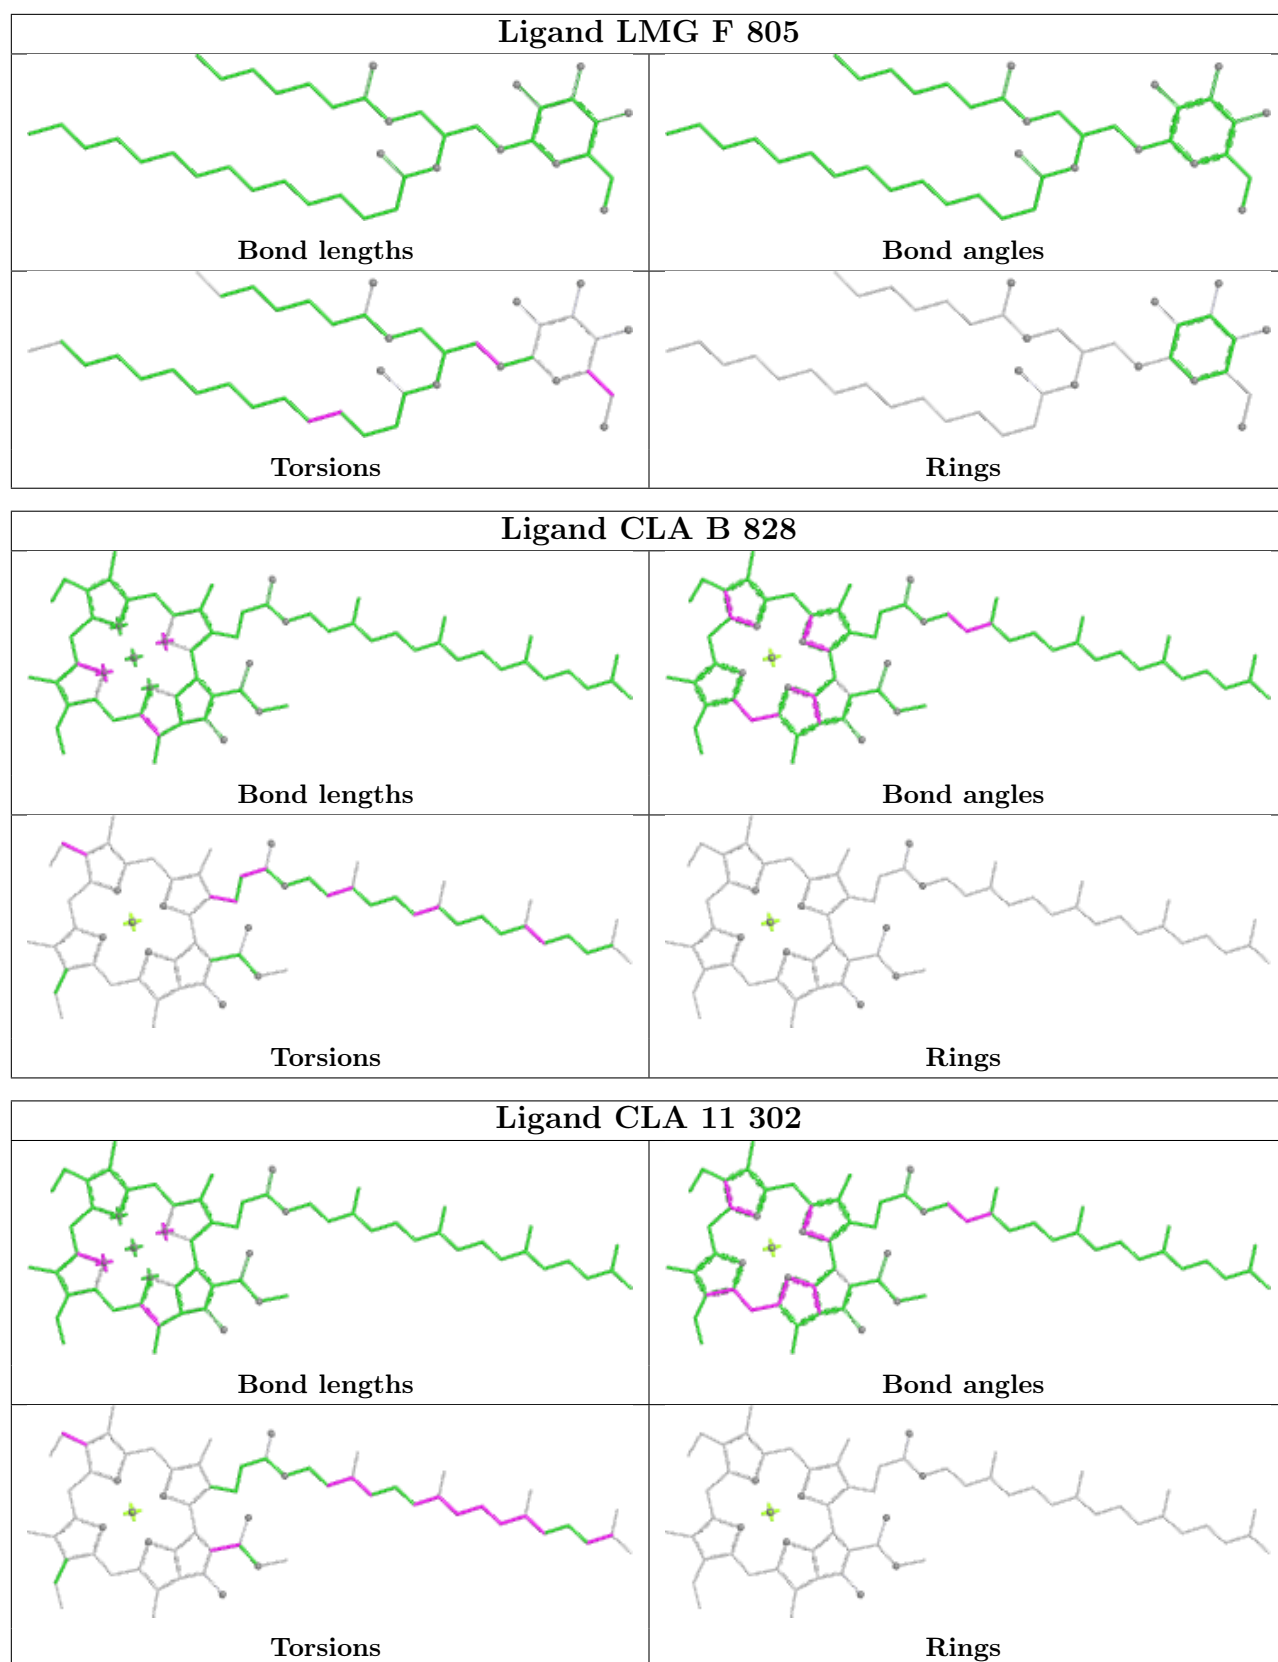 Ligand LMG F 805
Bond lengths
Bond angles
Torsions
Rings
Ligand CLA B 828
Bond lengths
Bond angles
Torsions
Rings
Ligand CLA 11 302
Bond lengths
Bond angles
Torsions
Rings